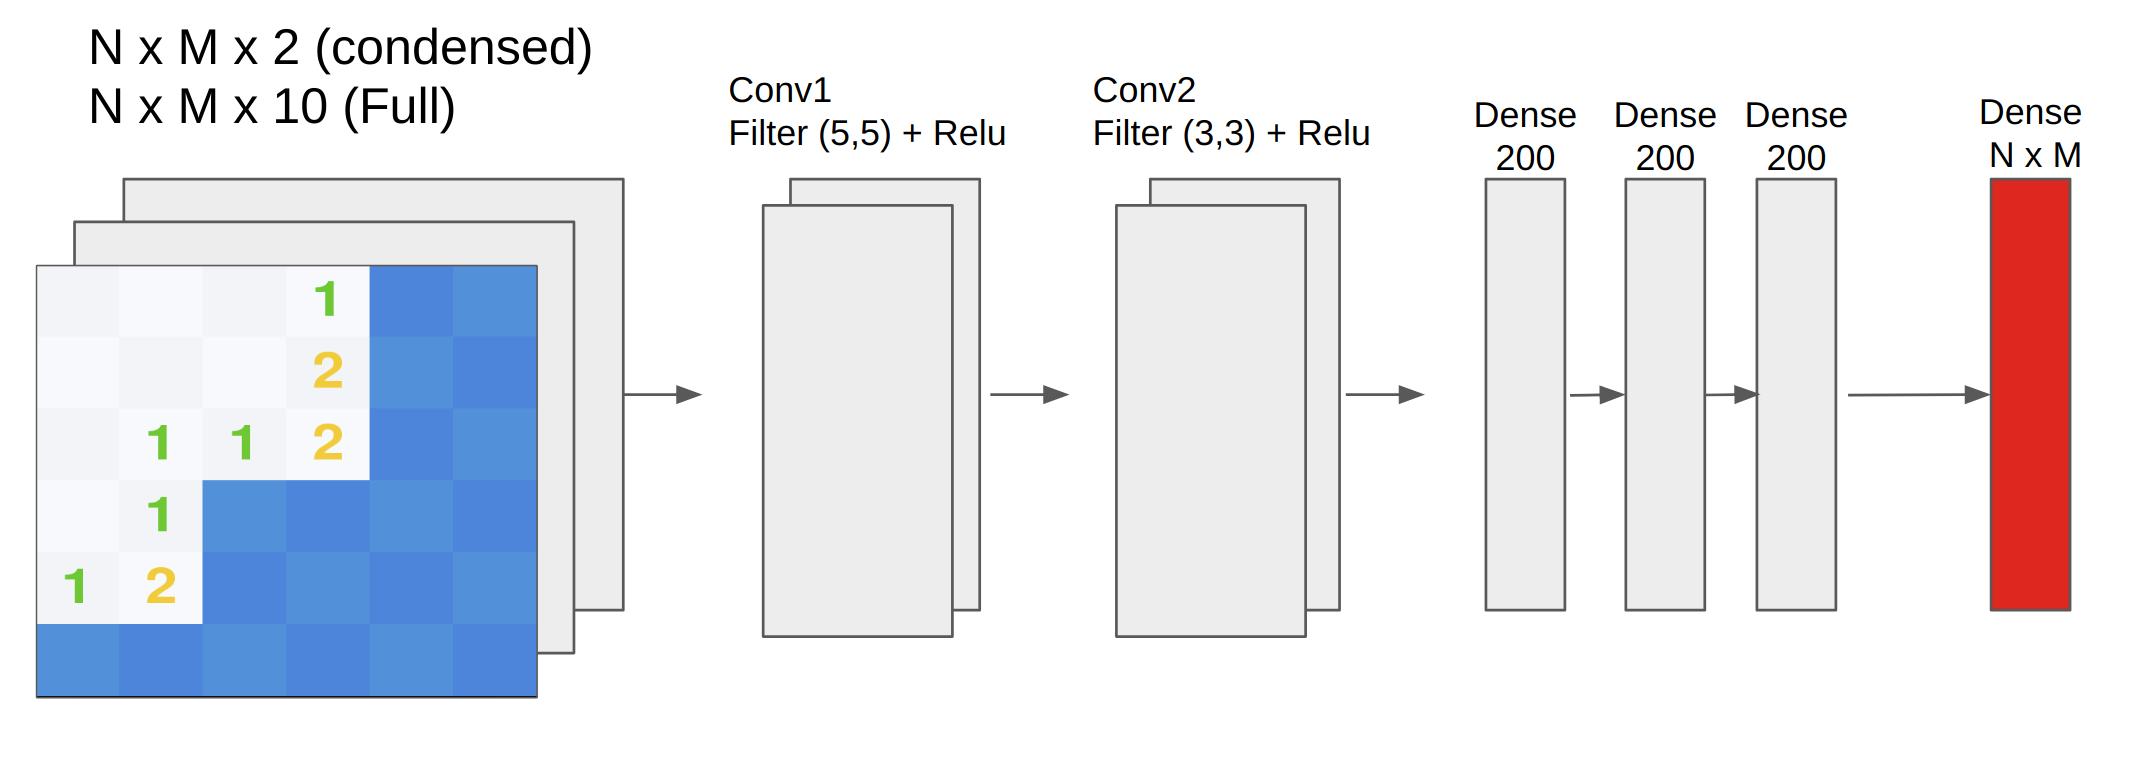 N x M x 2 (condensed)
N x M x 10 (Full)
Conv1
Filter (5,5) + Relu
Conv2
Filter (3,3) + Relu
Dense
200
Dense
200
Dense
200
Dense
N x M
1
2
1 1 2
1
1 2